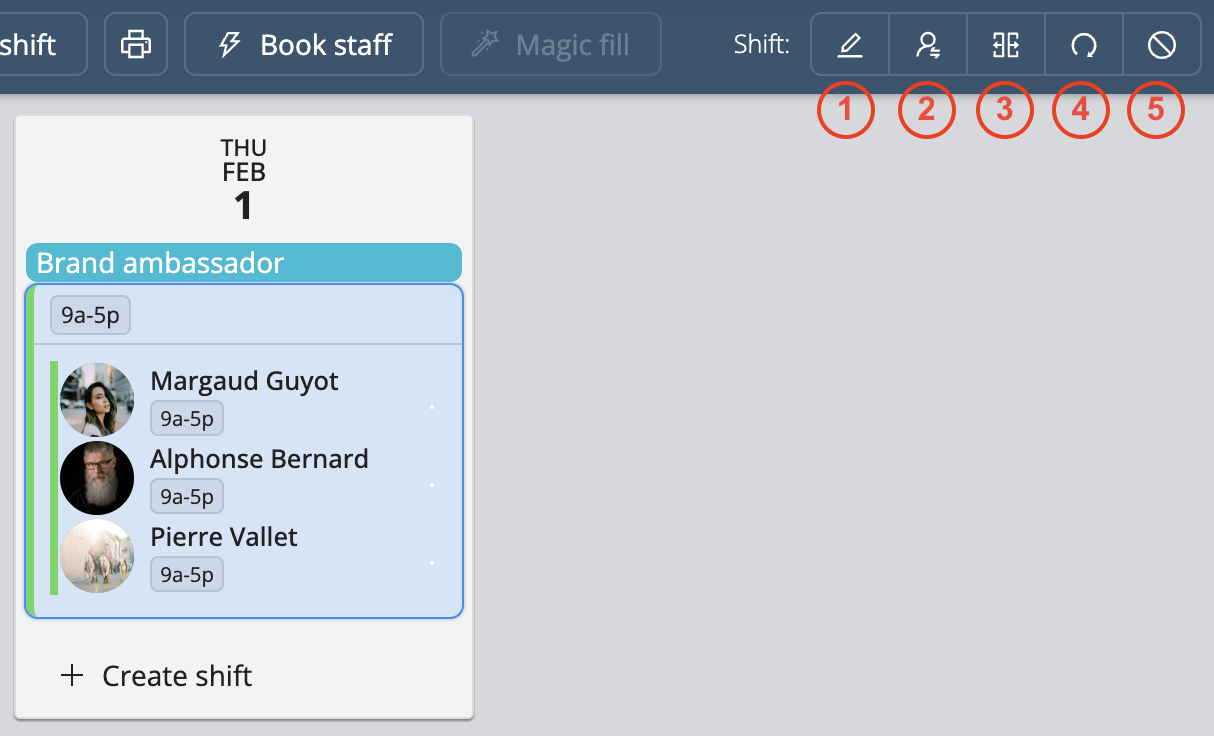 shift
Book staff
Magic fill
Shift:
1
2
3
4
5
THU
FEB
1
Brand ambassador
9a-5p
Margaud Guyot
9a-5p
Alphonse Bernard
9a-5p
Pierre Vallet
9a-5p
Create shift